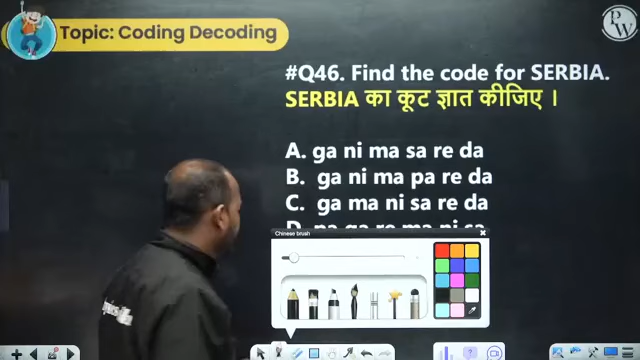 Topic: Coding Decoding
PW
#Q46. Find the code for SERBIA.
SERBIA का कूट ज्ञात कीजिए ।
A. ga ni ma sa re da
B. ga ni ma pa re da
C. ga ma ni sa re da
Chinese brush